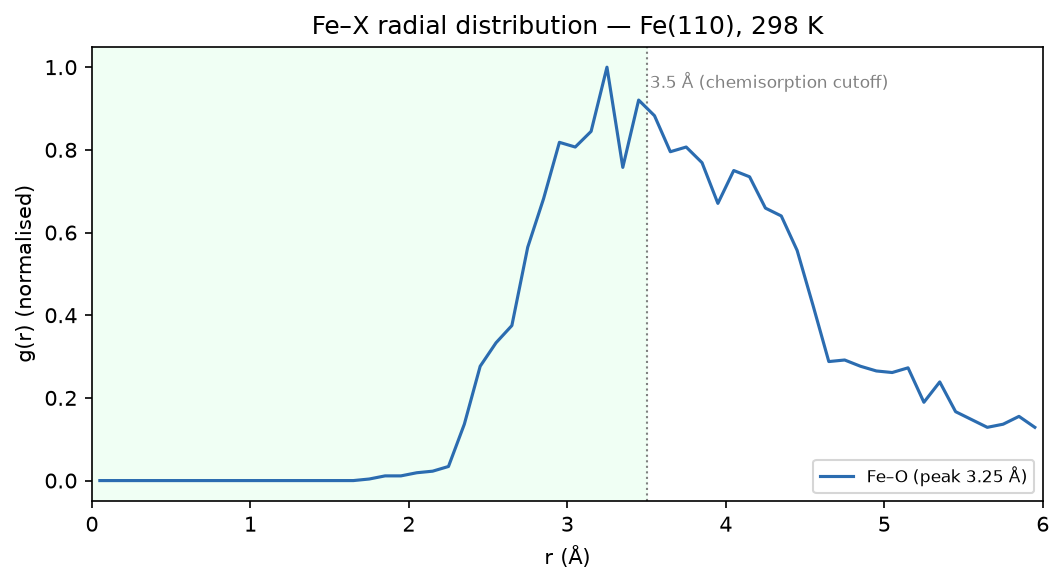 Fe–X radial distribution — Fe(110), 298 K
1.0
0.8
0.6
0.4
0.2
0.0
g(r) (normalised)
3.5 Å (chemisorption cutoff)
Fe–O (peak 3.25 Å)
0 1 2 3 4 5 6
r (Å)